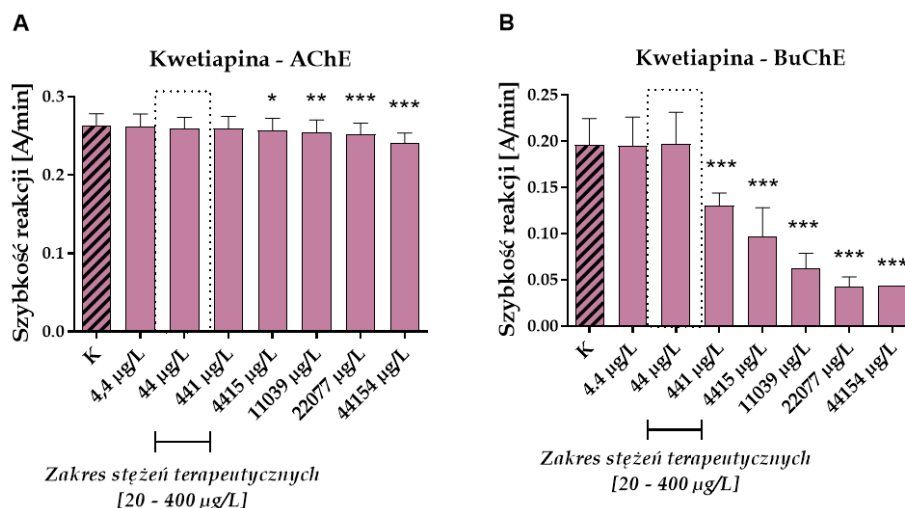 A
Kwetiapina - AChE
Szybkość reakcji [A/min]
0.3
0.2
0.1
0.0
* ** *** ***
K
4,4 µg/L
44 µg/L
441 µg/L
4415 µg/L
11039 µg/L
22077 µg/L
44154 µg/L
Zakres stężeń terapeutycznych
[20 - 400 µg/L]
B
Kwetiapina - BuChE
Szybkość reakcji [A/min]
0.25
0.20
0.15
0.10
0.05
0.00
*** *** *** *** ***
K
4.4 µg/L
44 µg/L
441 µg/L
4415 µg/L
11039 µg/L
22077 µg/L
44154 µg/L
Zakres stężeń terapeutycznych
[20 - 400 µg/L]